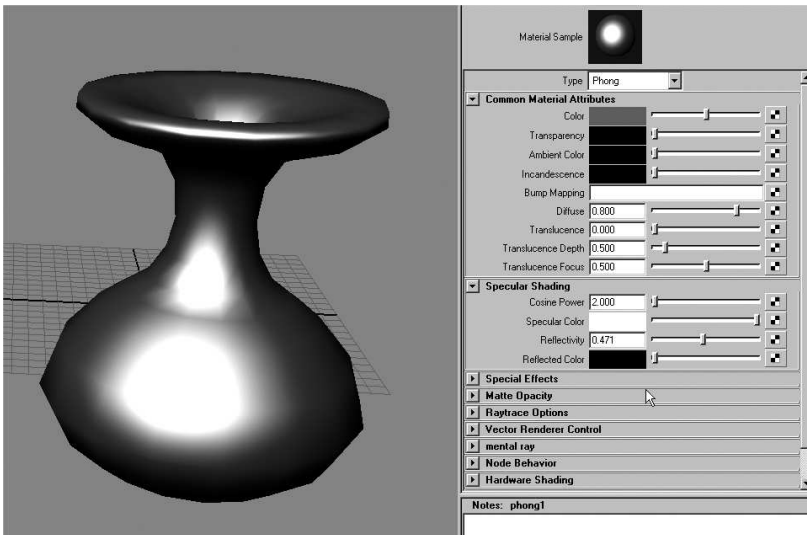 Material Sample
Type Phong
Common Material Attributes
Color
Transparency
Ambient Color
Incandescence
Bump Mapping
Diffuse 0.800
Translucence 0.000
Translucence Depth 0.500
Translucence Focus 0.500
Specular Shading
Cosine Power 2.000
Specular Color
Reflectivity 0.471
Reflected Color
Special Effects
Matte Opacity
Raytrace Options
Vector Renderer Control
mental ray
Node Behavior
Hardware Shading
Notes: phong1